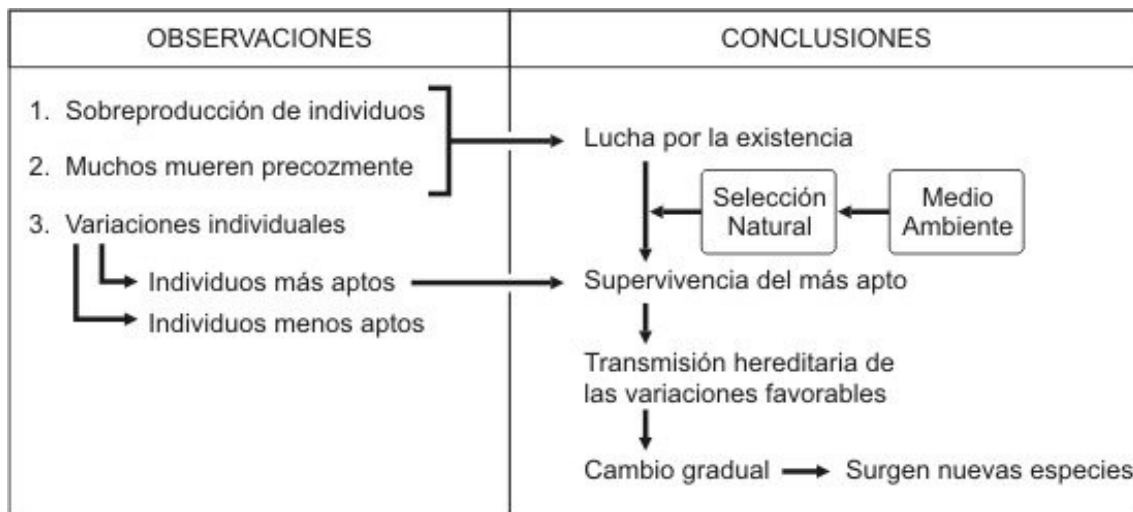 OBSERVACIONES
CONCLUSIONES
1. Sobreproducción de individuos
2. Muchos mueren precozmente
3. Variaciones individuales
Individuos más aptos
Individuos menos aptos
Lucha por la existencia
Selección
Natural
Medio
Ambiente
Supervivencia del más apto
Transmisión hereditaria de
las variaciones favorables
Cambio gradual
Surgen nuevas especies